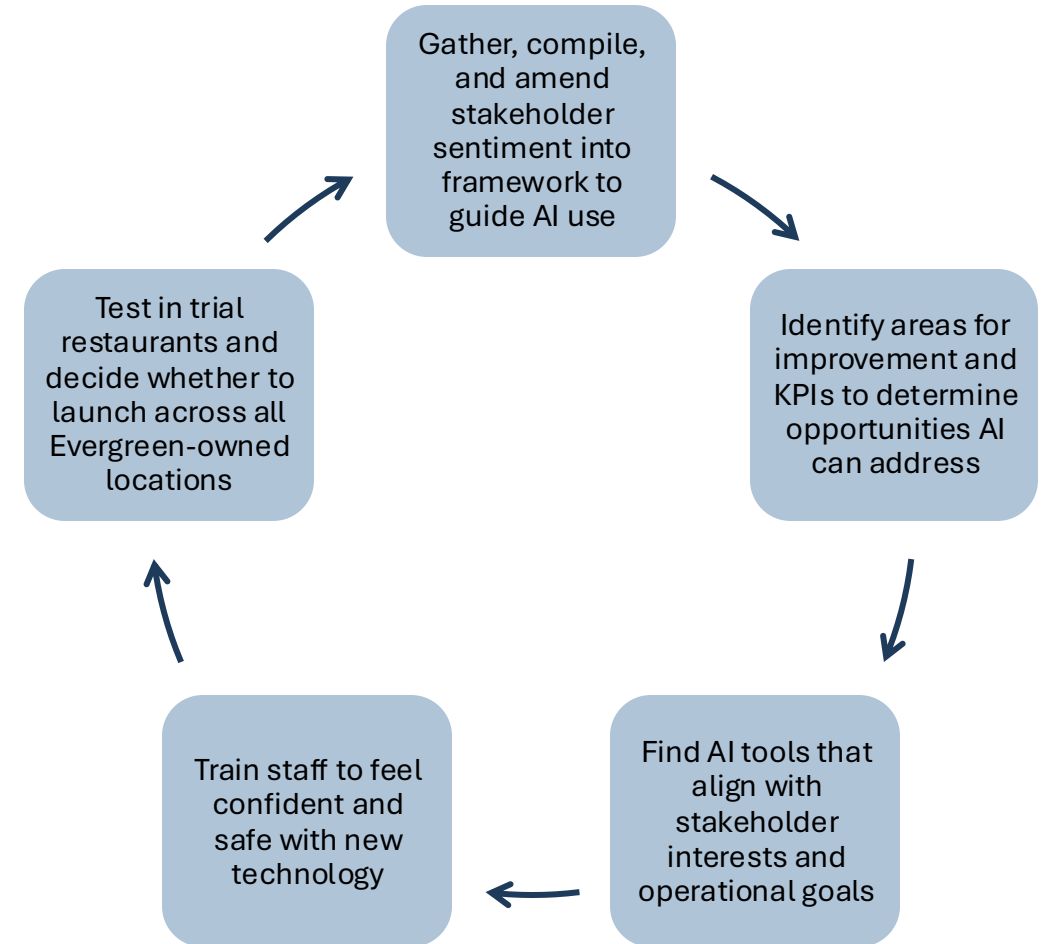 Gather, compile,
and amend
stakeholder
sentiment into
framework to
guide AI use
Identify areas for
improvement and
KPIs to determine
opportunities AI
can address
Find AI tools that
align with
stakeholder
interests and
operational goals
Train staff to feel
confident and
safe with new
technology
Test in trial
restaurants and
decide whether to
launch across all
Evergreen-owned
locations